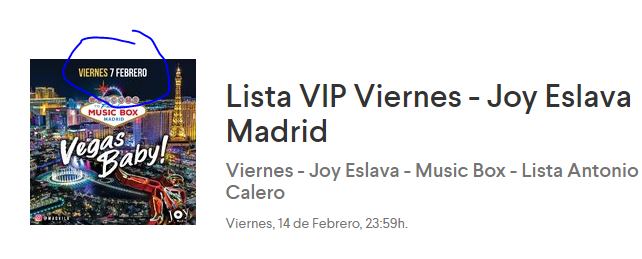 VIERNES 7 FEBRERO
MUSIC BOX
MADRID
Vegas
Baby!
JOY
Lista VIP Viernes - Joy Eslava
Madrid
Viernes - Joy Eslava - Music Box - Lista Antonio
Calero
Viernes, 14 de Febrero, 23:59h.